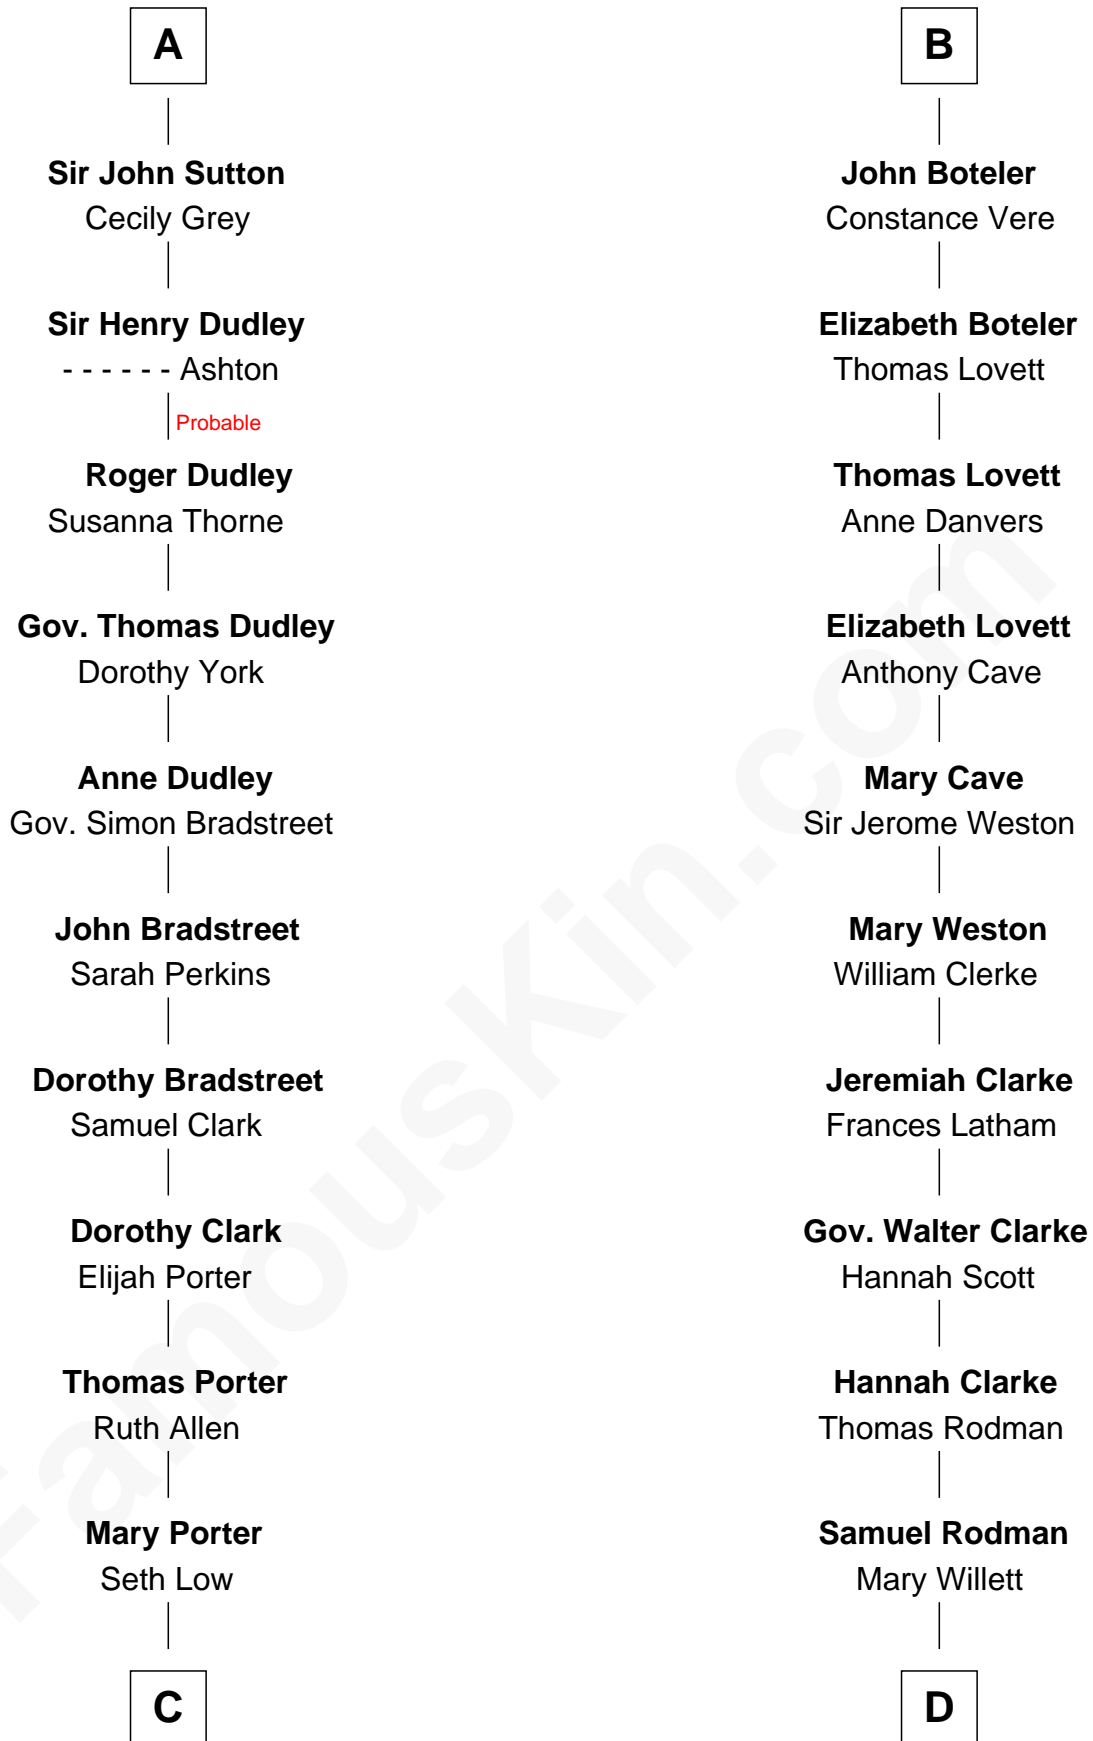 A
Sir John Sutton
Cecily Grey
Sir Henry Dudley
- - - - - - Ashton
Probable
Roger Dudley
Susanna Thorne
Gov. Thomas Dudley
Dorothy York
Anne Dudley
Gov. Simon Bradstreet
John Bradstreet
Sarah Perkins
Dorothy Bradstreet
Samuel Clark
Dorothy Clark
Elijah Porter
Thomas Porter
Ruth Allen
Mary Porter
Seth Low
C
B
John Boteler
Constance Vere
Elizabeth Boteler
Thomas Lovett
Thomas Lovett
Anne Danvers
Elizabeth Lovett
Anthony Cave
Mary Cave
Sir Jerome Weston
Mary Weston
William Clerke
Jeremiah Clarke
Frances Latham
Gov. Walter Clarke
Hannah Scott
Hannah Clarke
Thomas Rodman
Samuel Rodman
Mary Willett
D
FamousKin.com